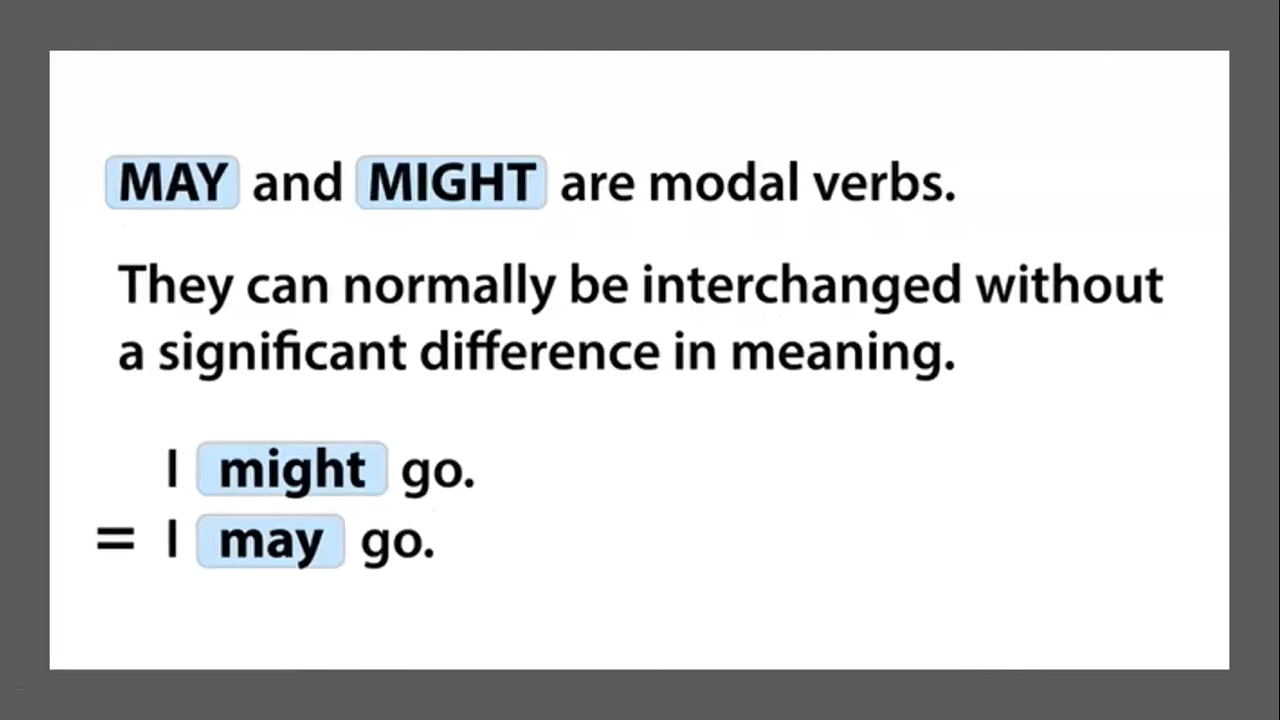 MAY and MIGHT are modal verbs.
They can normally be interchanged without
a significant difference in meaning.
I might go.
= I may go.